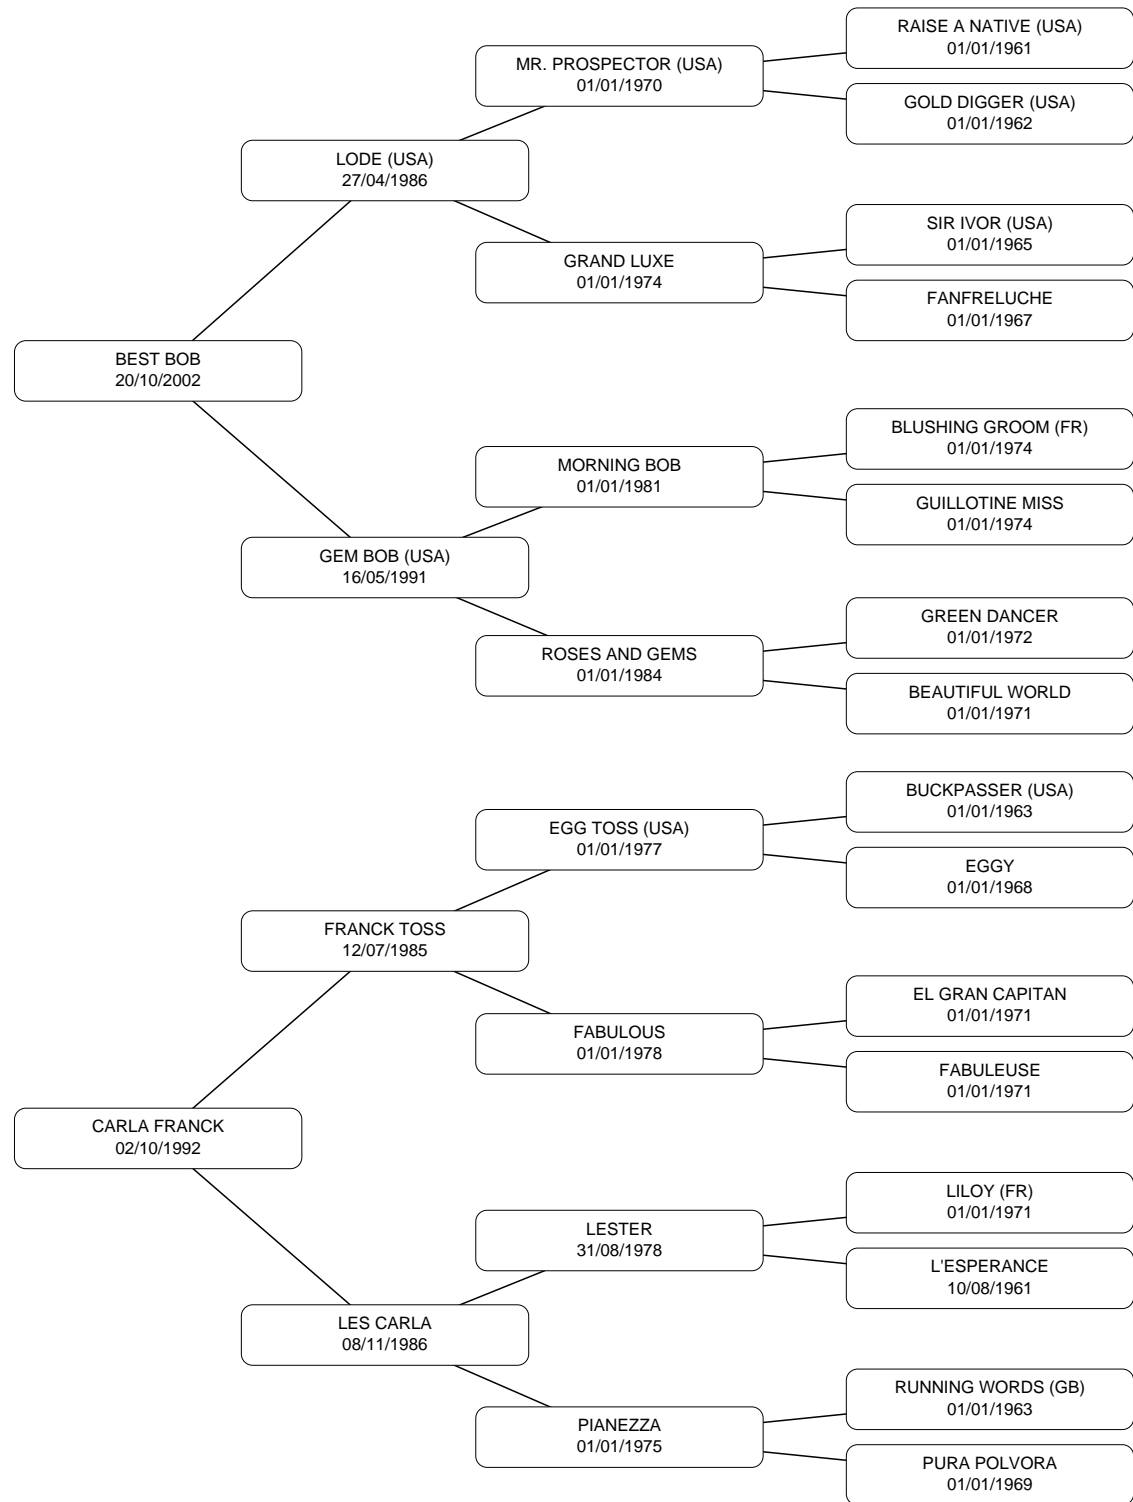 RAISE A NATIVE (USA)
01/01/1961
MR. PROSPECTOR (USA)
01/01/1970
GOLD DIGGER (USA)
01/01/1962
LODE (USA)
27/04/1986
SIR IVOR (USA)
01/01/1965
GRAND LUXE
01/01/1974
FANFRELUCHE
01/01/1967
BEST BOB
20/10/2002
BLUSHING GROOM (FR)
01/01/1974
MORNING BOB
01/01/1981
GUILLOTINE MISS
01/01/1974
GEM BOB (USA)
16/05/1991
GREEN DANCER
01/01/1972
ROSES AND GEMS
01/01/1984
BEAUTIFUL WORLD
01/01/1971
BUCKPASSER (USA)
01/01/1963
EGG TOSS (USA)
01/01/1977
EGGY
01/01/1968
FRANCK TOSS
12/07/1985
EL GRAN CAPITAN
01/01/1971
FABULOUS
01/01/1978
FABULEUSE
01/01/1971
CARLA FRANCK
02/10/1992
LILOY (FR)
01/01/1971
LESTER
31/08/1978
L'ESPERANCE
10/08/1961
LES CARLA
08/11/1986
RUNNING WORDS (GB)
01/01/1963
PIANEZZA
01/01/1975
PURA POLVORA
01/01/1969